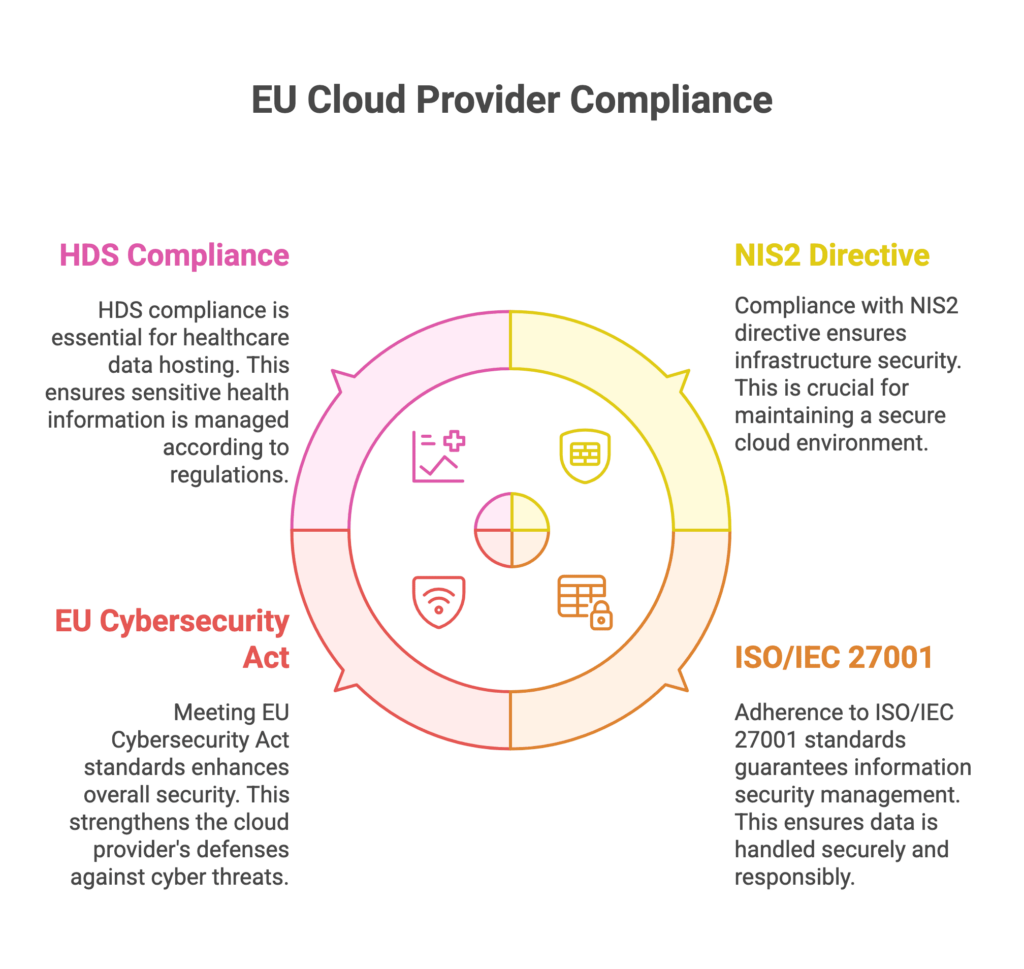 EU Cloud Provider Compliance
HDS Compliance
HDS compliance is
essential for healthcare
data hosting. This
ensures sensitive health
information is managed
according to
regulations.
NIS2 Directive
Compliance with NIS2
directive ensures
infrastructure security.
This is crucial for
maintaining a secure
cloud environment.
EU Cybersecurity
Act
Meeting EU
Cybersecurity Act
standards enhances
overall security. This
strengthens the cloud
provider's defenses
against cyber threats.
ISO/IEC 27001
Adherence to ISO/IEC
27001 standards
guarantees information
security management.
This ensures data is
handled securely and
responsibly.